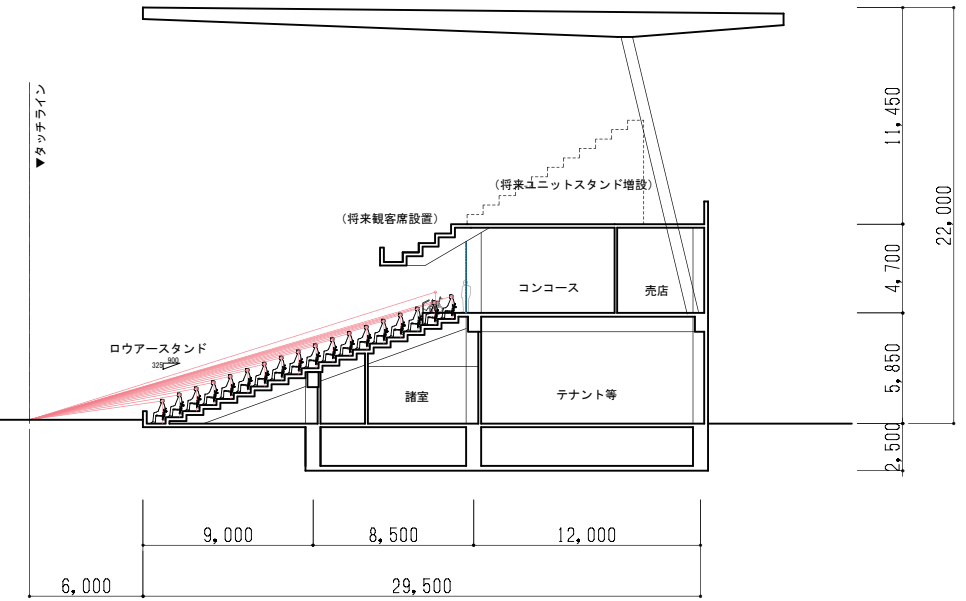 ▼タッチライン
11,450
22,000
（将来ユニットスタンド増設）
（将来観客席設置）
4,700
コンコース
売店
ロウアースタンド
900
325
5,850
諸室
テナント等
2,500
9,000
8,500
12,000
6,000
29,500